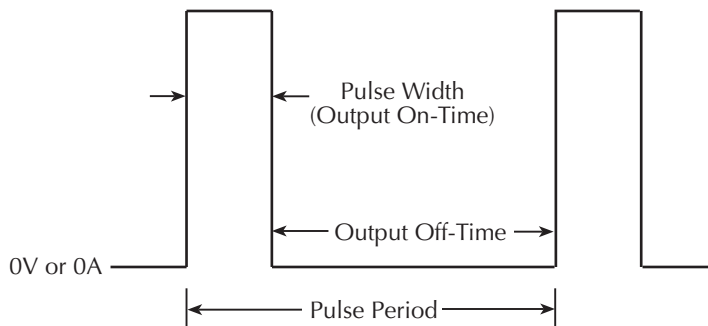 Pulse Width
(Output On-Time)
Output Off-Time
0V or 0A
Pulse Period